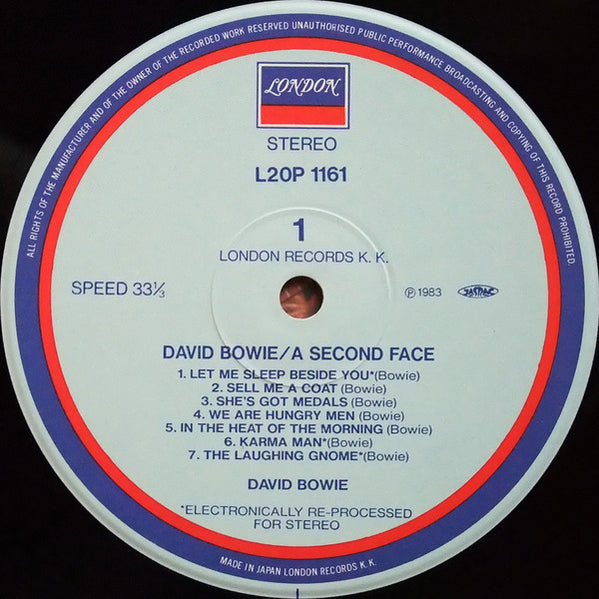 ALL RIGHTS OF THE MANUFACTURER AND OF THE OWNER OF THE RECORDED WORK RESERVED UNAUTHORISED PUBLIC PERFORMANCE BROADCASTING AND COPYING OF THIS RECORD PROHIBITED.
LONDON
STEREO
L20P 1161
1
LONDON RECORDS K. K.
SPEED 33⅓
Ⓟ 1983 JASRAC
DAVID BOWIE/A SECOND FACE
1. LET ME SLEEP BESIDE YOU*(Bowie)
2. SELL ME A COAT (Bowie)
3. SHE'S GOT MEDALS (Bowie)
4. WE ARE HUNGRY MEN (Bowie)
5. IN THE HEAT OF THE MORNING (Bowie)
6. KARMA MAN*(Bowie)
7. THE LAUGHING GNOME*(Bowie)
DAVID BOWIE
*ELECTRONICALLY RE-PROCESSED
FOR STEREO
MADE IN JAPAN LONDON RECORDS K. K.